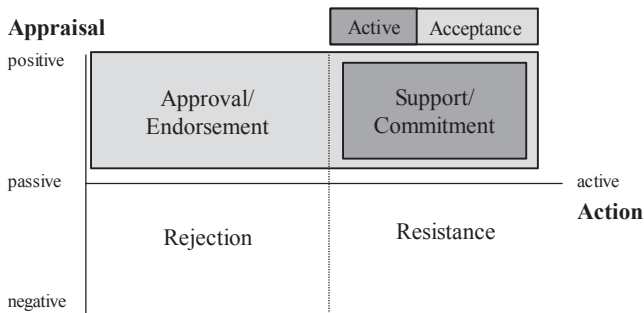 Appraisal
Active Acceptance
positive
Approval/
Endorsement
Support/
Commitment
passive
active
Action
Rejection
Resistance
negative